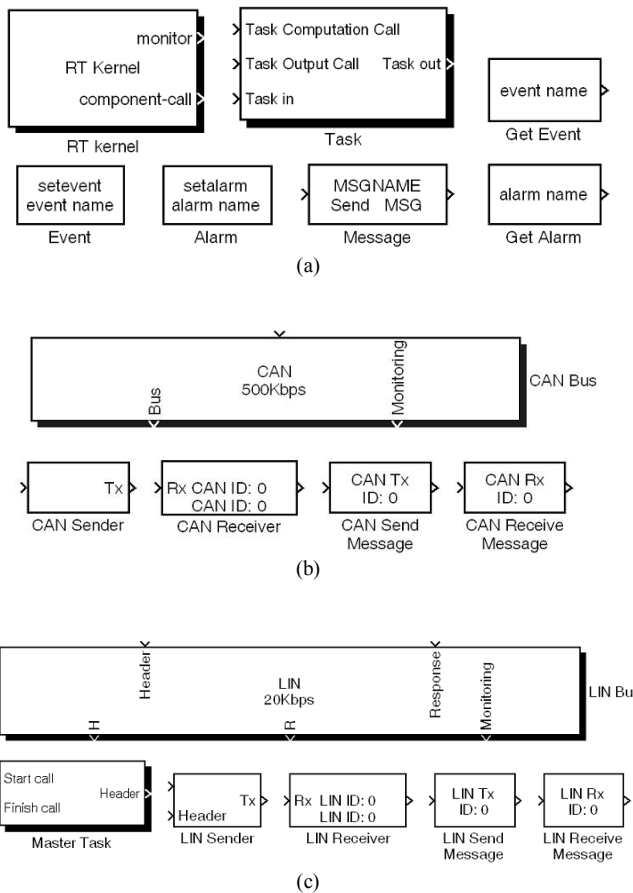 monitor
RT Kernel
component-call
RT kernel
Task Computation Call
Task Output Call Task out
Task in
Task
event name
Get Event
setevent
event name
Event
setalarm
alarm name
Alarm
MSGNAME
Send MSG
Message
alarm name
Get Alarm
(a)
CAN
500Kbps
Bus
Monitoring
CAN Bus
Tx
CAN Sender
Rx CAN ID: 0
CAN ID: 0
CAN Receiver
CAN Tx
ID: 0
CAN Send
Message
CAN Rx
ID: 0
CAN Receive
Message
(b)
Header
Response
LIN
20Kbps
H
R
Monitoring
LIN Bu
Start call
Header
Finish call
Master Task
Tx
Header
LIN Sender
Rx LIN ID: 0
LIN ID: 0
LIN Receiver
LIN Tx
ID: 0
LIN Send
Message
LIN Rx
ID: 0
LIN Receive
Message
(c)